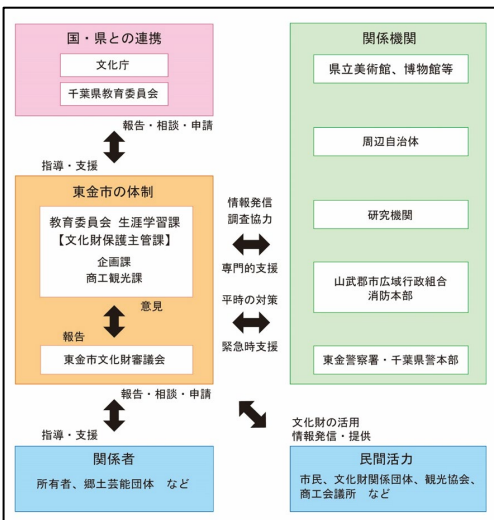 国・県との連携
文化庁
千葉県教育委員会
報告・相談・申請
指導・支援
東金市の体制
教育委員会 生涯学習課
【文化財保護主管課】
企画課
商工観光課
意見
報告
東金市文化財審議会
報告・相談・申請
指導・支援
関係者
所有者、郷土芸能団体 など
情報発信
調査協力
専門的支援
平時の対策
緊急時支援
関係機関
県立美術館、博物館等
周辺自治体
研究機関
山武郡市広域行政組合
消防本部
東金警察署・千葉県警本部
文化財の活用
情報発信・提供
民間活力
市民、文化財関係団体、観光協会、
商工会議所 など